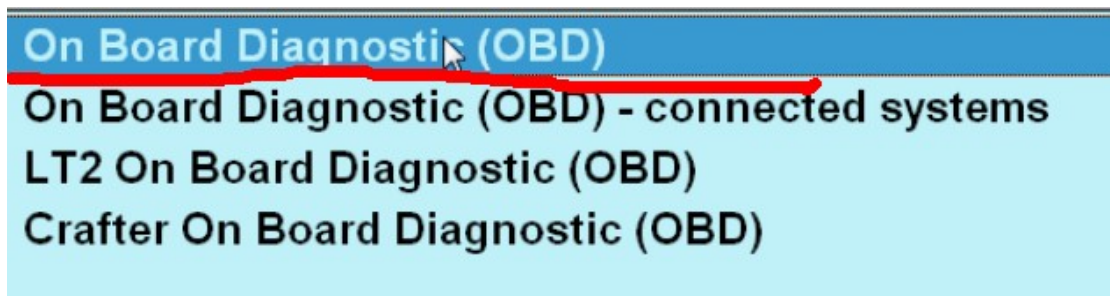 On Board Diagnostic (OBD)
On Board Diagnostic (OBD) - connected systems
LT2 On Board Diagnostic (OBD)
Crafter On Board Diagnostic (OBD)